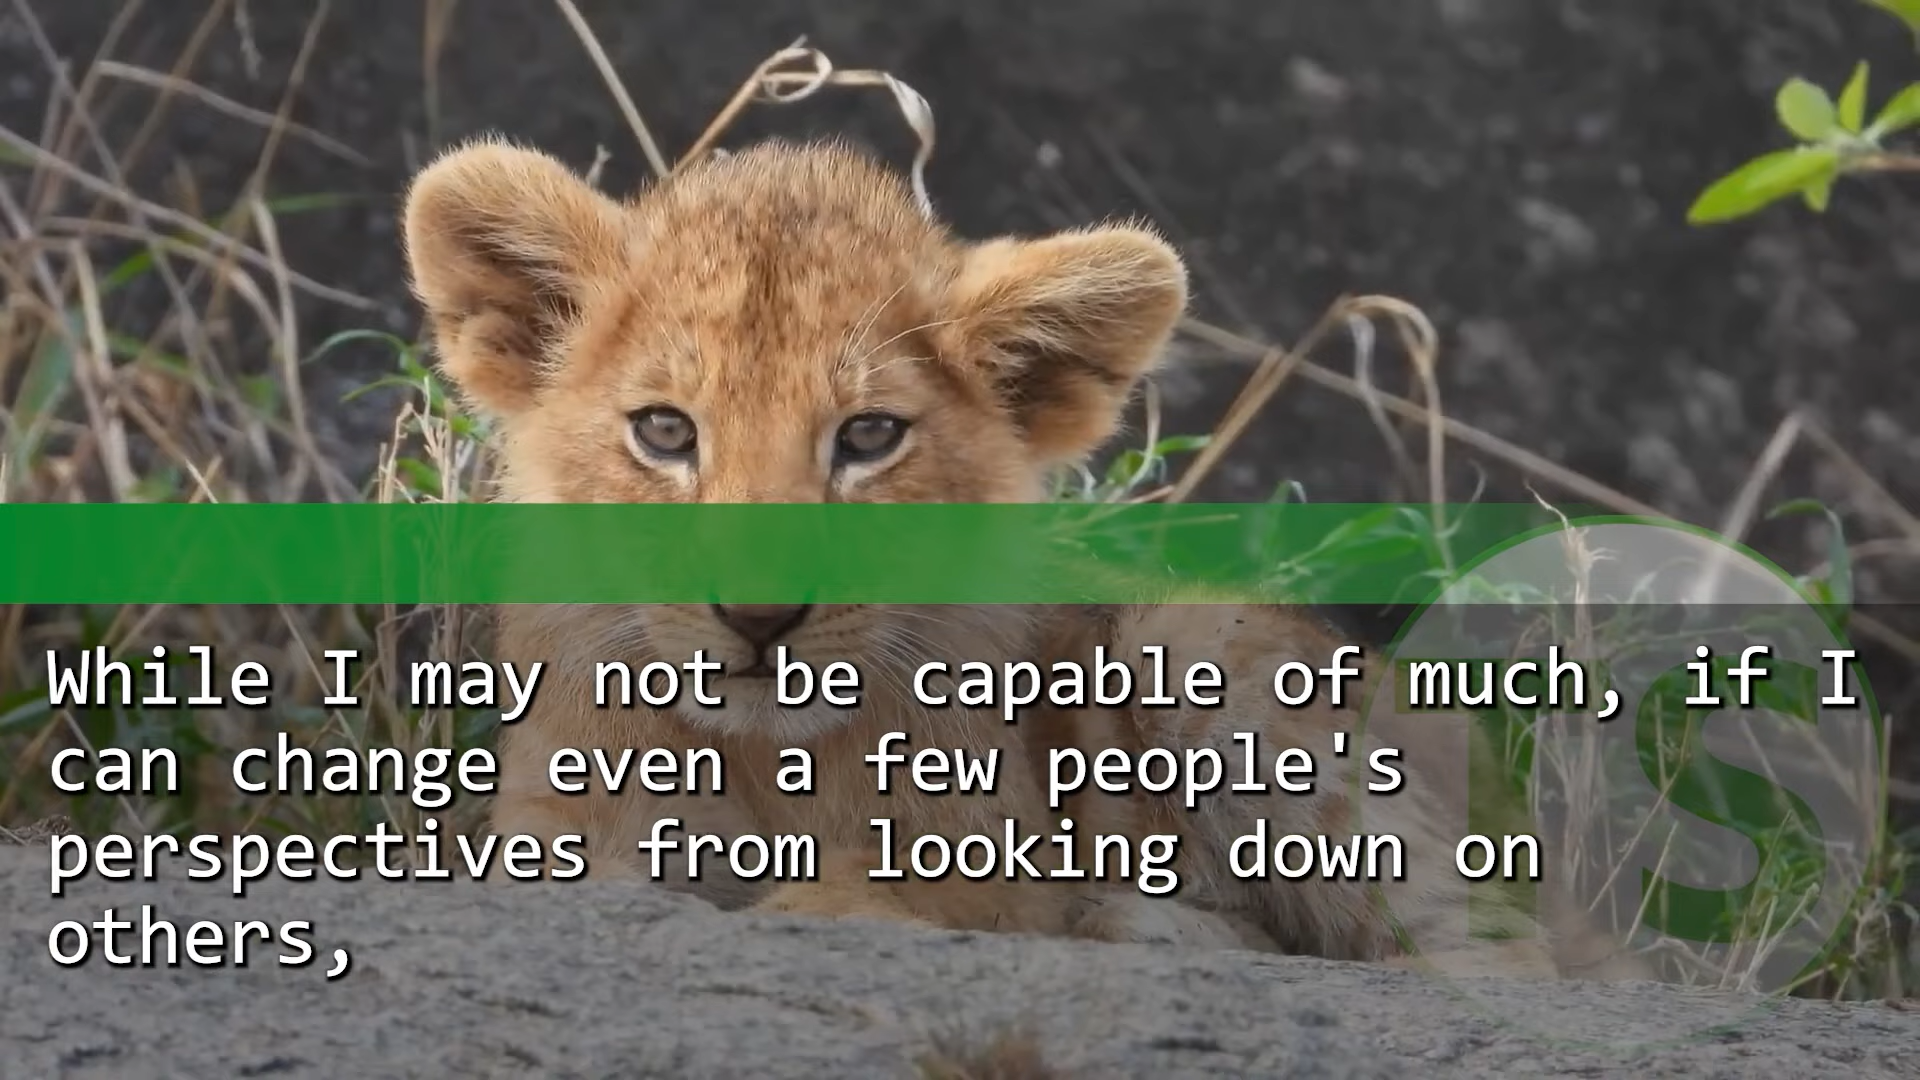 While I may not be capable of much, if I
can change even a few people's
perspectives from looking down on
others,
TS